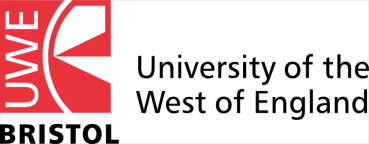 UWE
BRISTOL
University of the
West of England